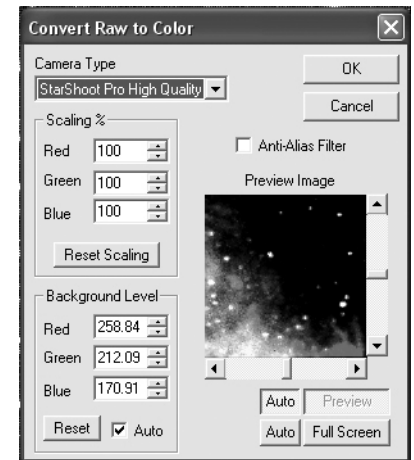 Convert Raw to Color
Camera Type
StarShoot Pro High Quality
OK
Cancel
Scaling %
Red 100
Green 100
Blue 100
Reset Scaling
Anti-Alias Filter
Preview Image
Background Level
Red 258.84
Green 212.09
Blue 170.91
Reset Auto
Auto Preview
Auto Full Screen